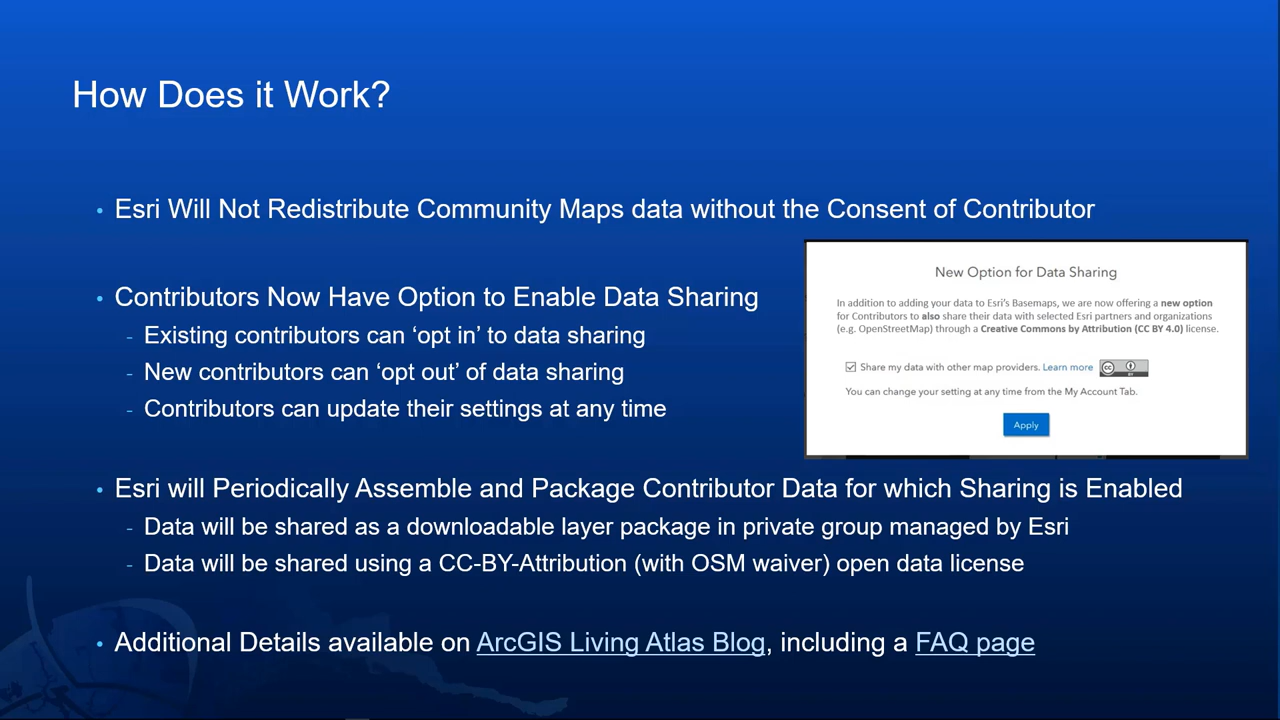 How Does it Work?
• Esri Will Not Redistribute Community Maps data without the Consent of Contributor
• Contributors Now Have Option to Enable Data Sharing
- Existing contributors can ‘opt in’ to data sharing
- New contributors can ‘opt out’ of data sharing
- Contributors can update their settings at any time
New Option for Data Sharing
In addition to adding your data to Esri's Basemaps, we are now offering a new option
for Contributors to also share their data with selected Esri partners and organizations
(e.g. OpenStreetMap) through a Creative Commons by Attribution (CC BY 4.0) license.
Share my data with other map providers. Learn more
cc
BY
You can change your setting at any time from the My Account Tab.
Apply
• Esri will Periodically Assemble and Package Contributor Data for which Sharing is Enabled
- Data will be shared as a downloadable layer package in private group managed by Esri
- Data will be shared using a CC-BY-Attribution (with OSM waiver) open data license
• Additional Details available on ArcGIS Living Atlas Blog, including a FAQ page